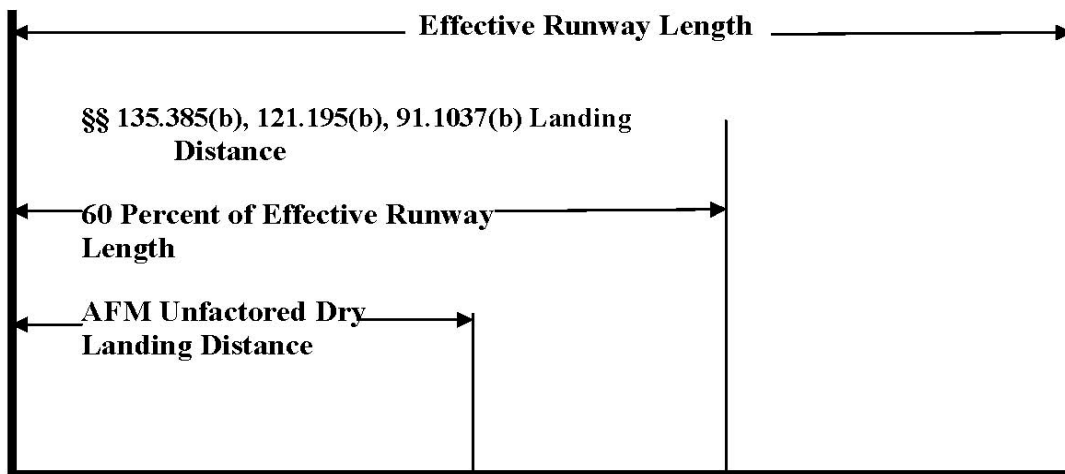 Effective Runway Length
§§ 135.385(b), 121.195(b), 91.1037(b) Landing
Distance
60 Percent of Effective Runway
Length
AFM Unfactored Dry
Landing Distance